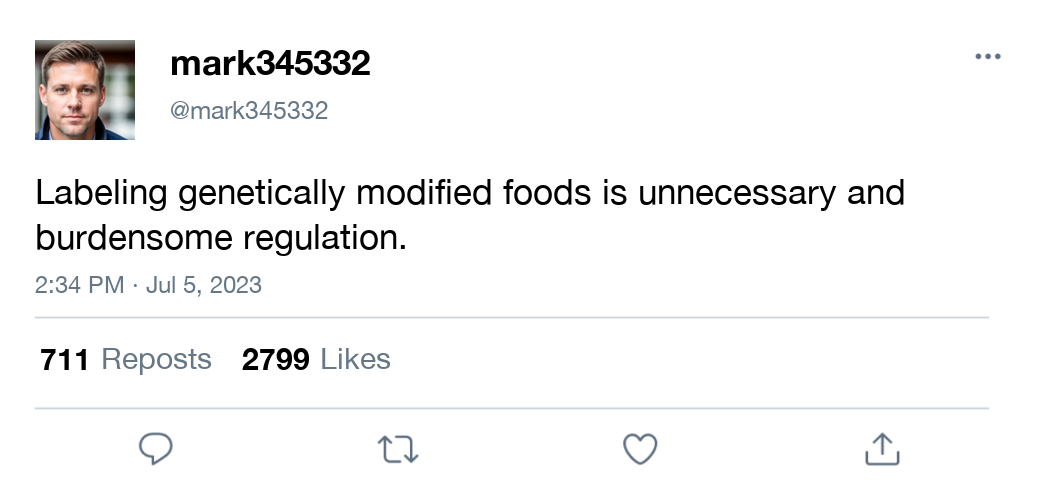 mark345332
@mark345332
Labeling genetically modified foods is unnecessary and
burdensome regulation.
2:34 PM · Jul 5, 2023
711 Reposts 2799 Likes